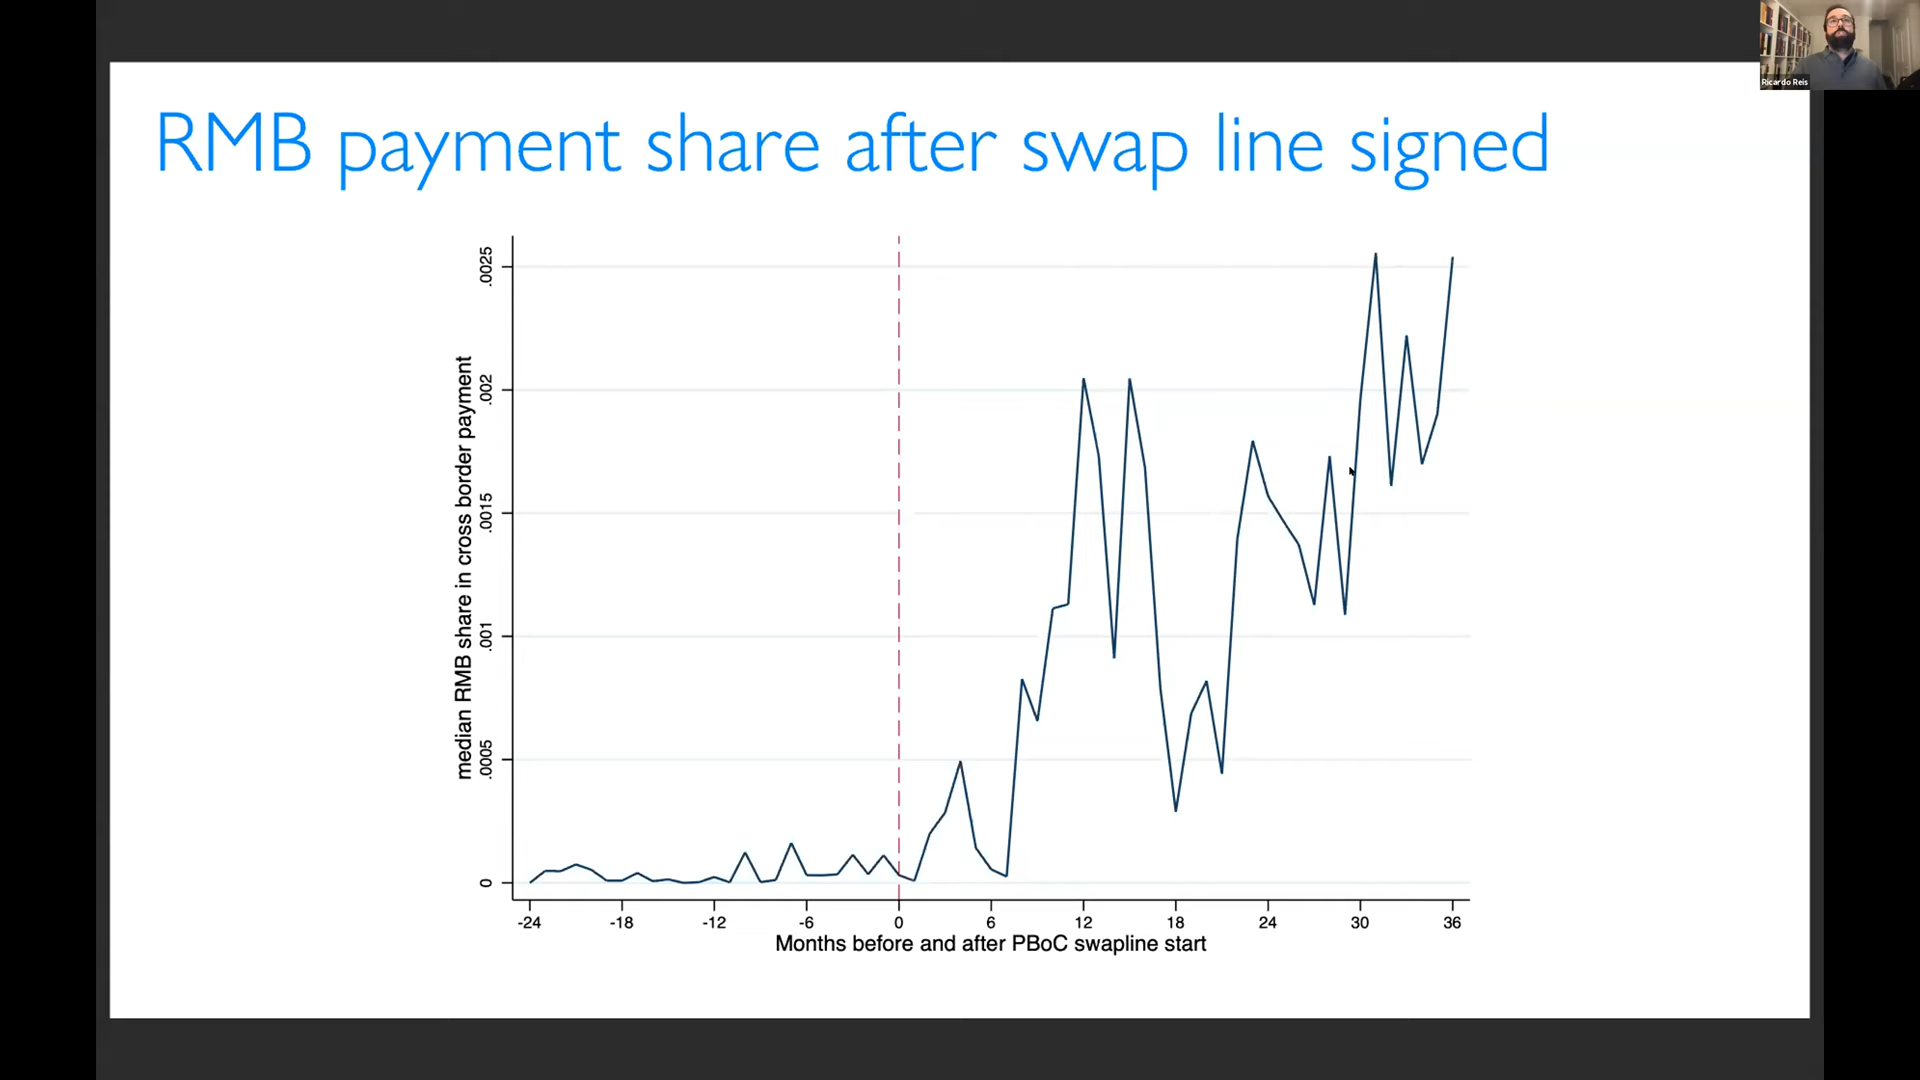 Ricardo Reis
RMB payment share after swap line signed
median RMB share in cross border payment
.0025
.002
.0015
.001
.0005
0
-24 -18 -12 -6 0 6 12 18 24 30 36
Months before and after PBoC swapline start